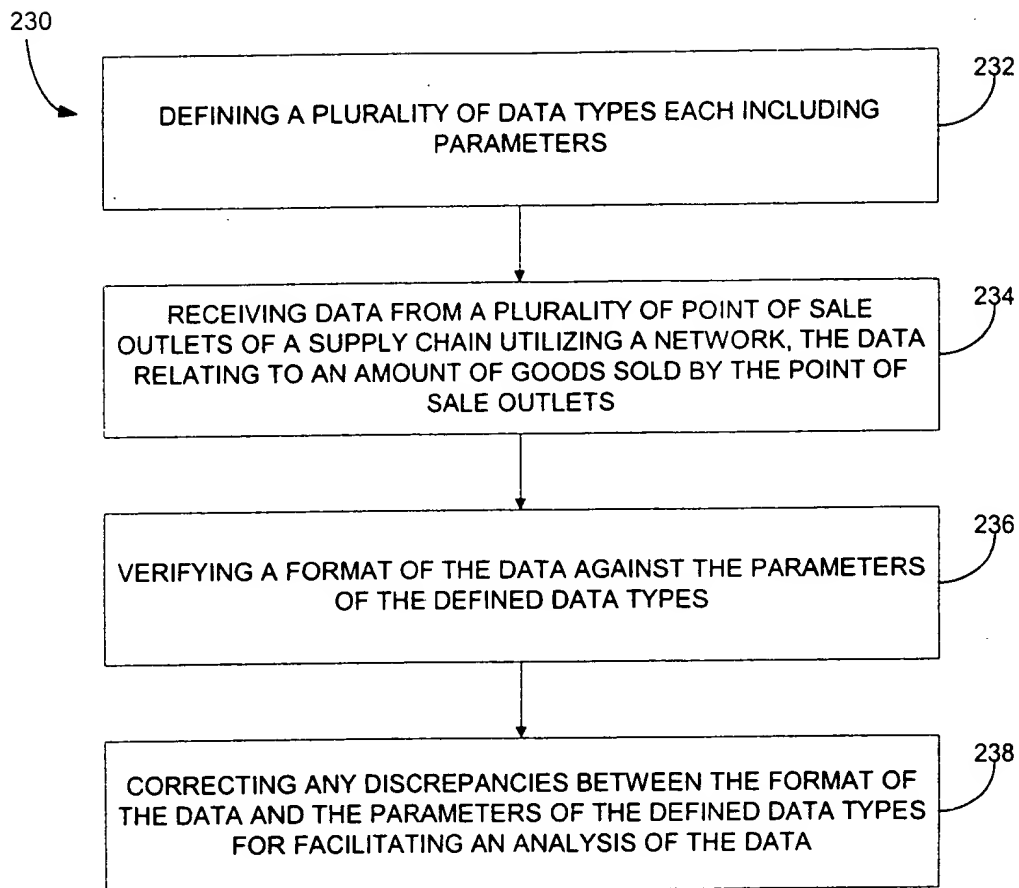 230
232
DEFINING A PLURALITY OF DATA TYPES EACH INCLUDING
PARAMETERS
234
RECEIVING DATA FROM A PLURALITY OF POINT OF SALE
OUTLETS OF A SUPPLY CHAIN UTILIZING A NETWORK, THE DATA
RELATING TO AN AMOUNT OF GOODS SOLD BY THE POINT OF
SALE OUTLETS
236
VERIFYING A FORMAT OF THE DATA AGAINST THE PARAMETERS
OF THE DEFINED DATA TYPES
238
CORRECTING ANY DISCREPANCIES BETWEEN THE FORMAT OF
THE DATA AND THE PARAMETERS OF THE DEFINED DATA TYPES
FOR FACILITATING AN ANALYSIS OF THE DATA